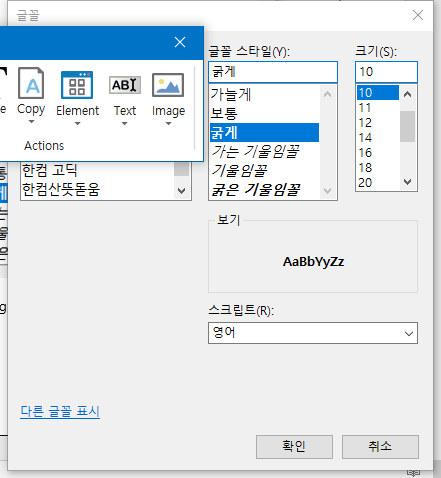 글꼴
글꼴 스타일(Y):
크기(S):
굵게
10
가늘게
보통
굵게
가는 기울임꼴
기울임꼴
굵은 기울임꼴
10
11
12
14
16
18
20
Copy
Element
Text
Image
Actions
한컴 고딕
한컴산뜻돋움
보기
AaBbYyZz
스크립트(R):
영어
다른 글꼴 표시
확인
취소